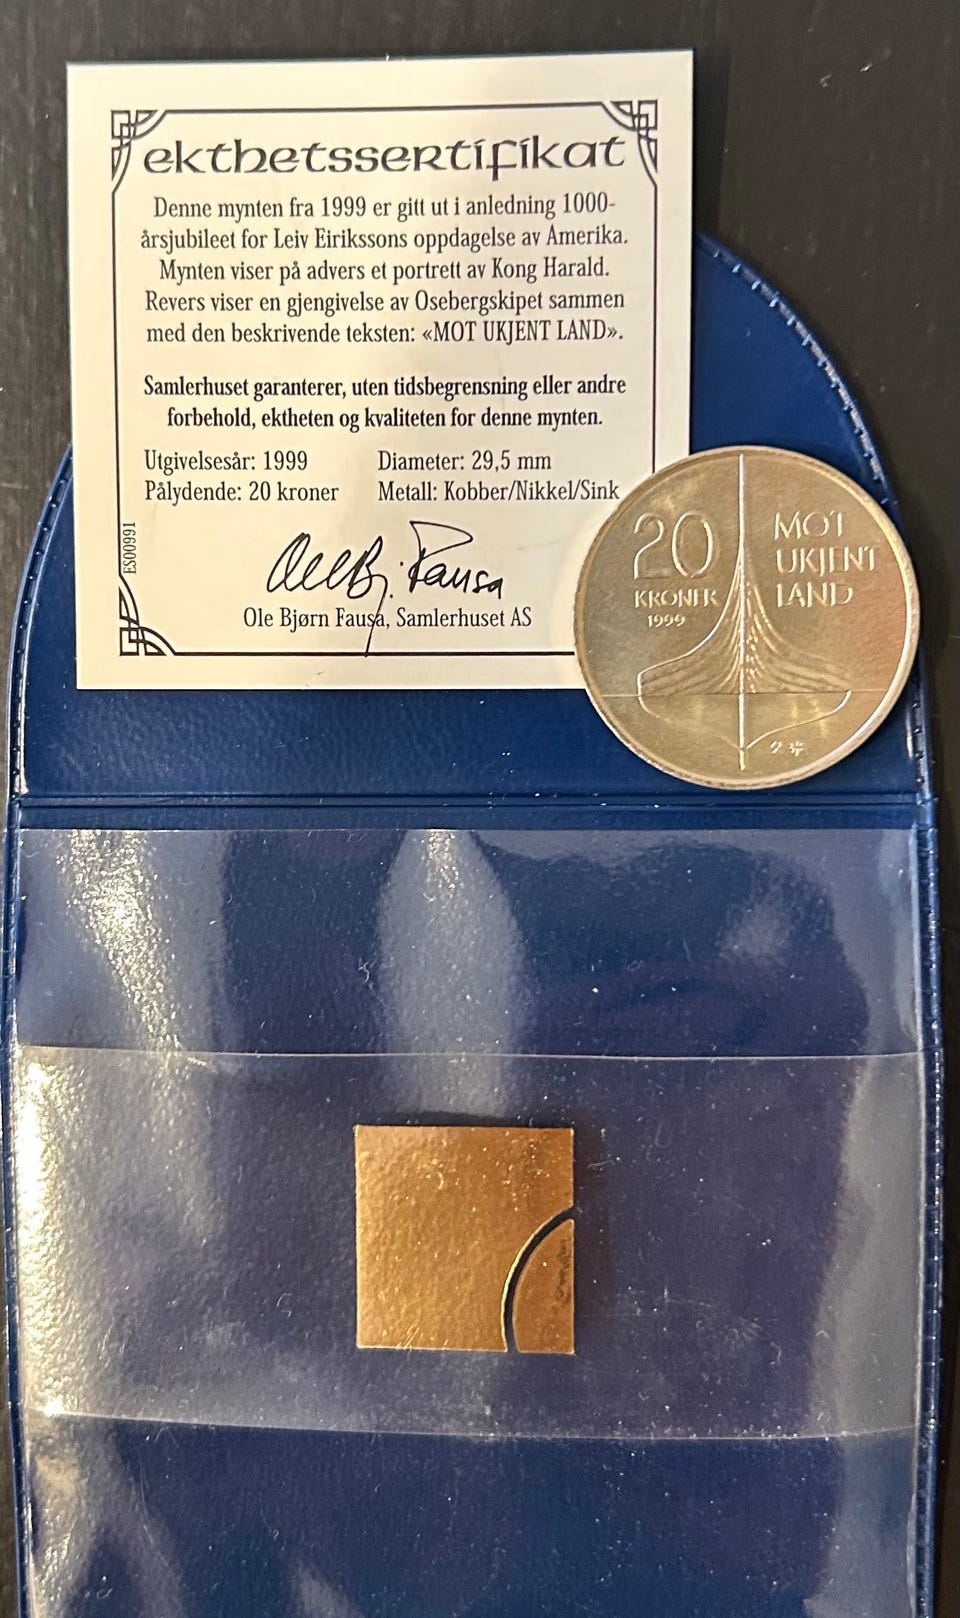 ekthetssertifikat
Denne mynten fra 1999 er gitt ut i anledning 1000-
årsjubileet for Leiv Eirikssons oppdagelse av Amerika.
Mynten viser på advers et portrett av Kong Harald.
Revers viser en gjengivelse av Osebergskipet sammen
med den beskrivende teksten: «MOT UKJENT LAND».
Samlerhuset garanterer, uten tidsbegrensning eller andre
forbehold, ektheten og kvaliteten for denne mynten.
Utgivelsesår: 1999 Diameter: 29,5 mm
Pålydende: 20 kroner Metall: Kobber/Nikkel/Sink
ES00991
Ole Bj. Fausa
Ole Bjørn Fausa, Samlerhuset AS
20
KRONER
1999
MOT
UKJENT
LAND